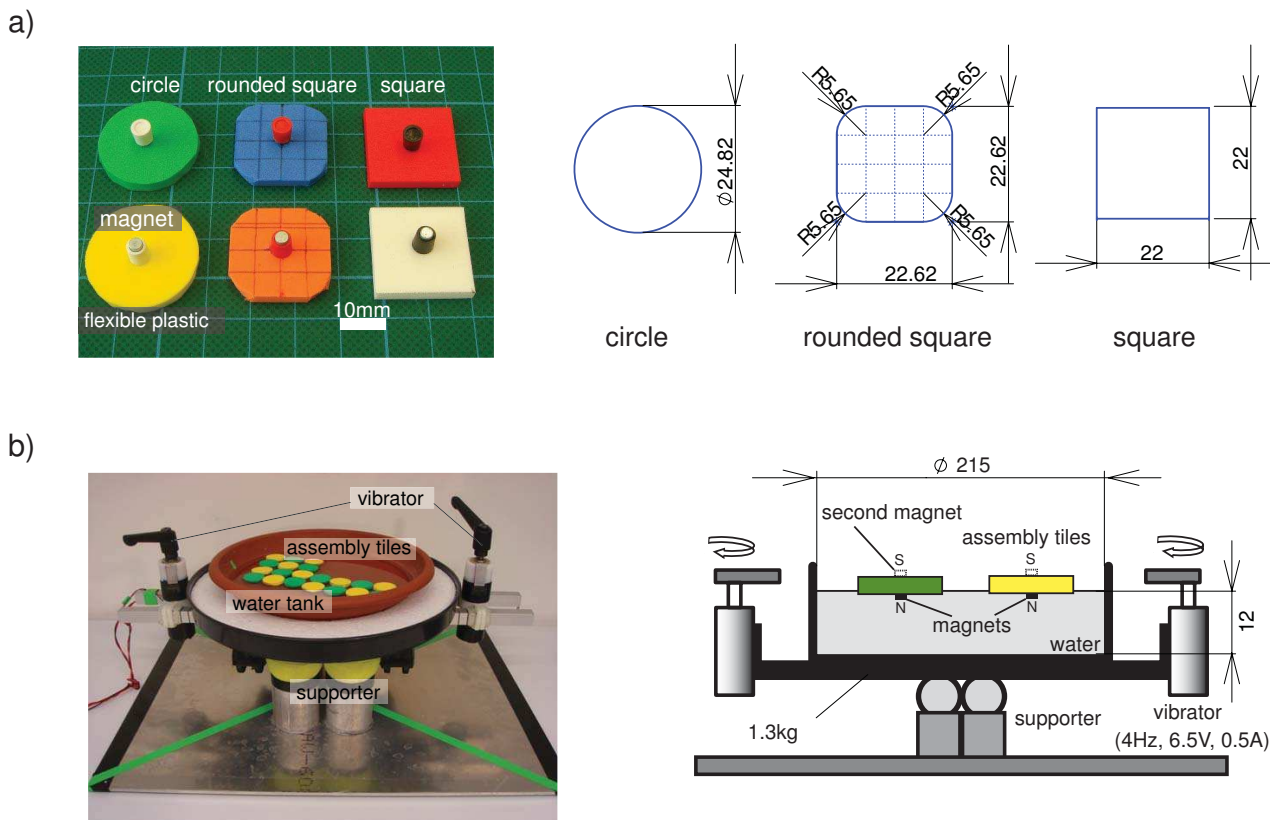 a)
circle
rounded square
square
magnet
flexible plastic
10mm
∅24.82
circle
R5.65
R5.65
R5.65
R5.65
22.62
22.62
rounded square
22
22
square
b)
vibrator
assembly tiles
water tank
supporter
∅ 215
second magnet
assembly tiles
S
S
N
N
magnets
water
12
1.3kg
supporter
vibrator
(4Hz, 6.5V, 0.5A)